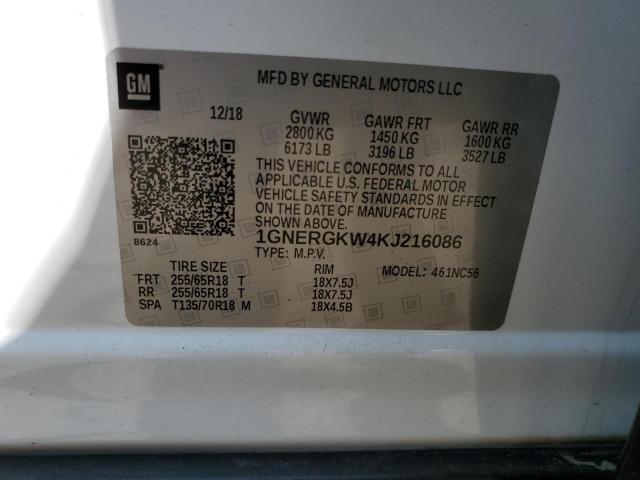 GM
MFD BY GENERAL MOTORS LLC
12/18 GVWR GAWR FRT GAWR RR
2800 KG 1450 KG 1600 KG
6173 LB 3196 LB 3527 LB
THIS VEHICLE CONFORMS TO ALL
APPLICABLE U.S. FEDERAL MOTOR
VEHICLE SAFETY STANDARDS IN EFFECT
ON THE DATE OF MANUFACTURE
SHOWN ABOVE.
8624
1GNERGKW4KJ216086
TYPE: M.P.V. MODEL: 461NC56
TIRE SIZE RIM
FRT 255/65R18 T 18X7.5J
RR 255/65R18 T 18X7.5J
SPA T135/70R18 M 18X4.5B